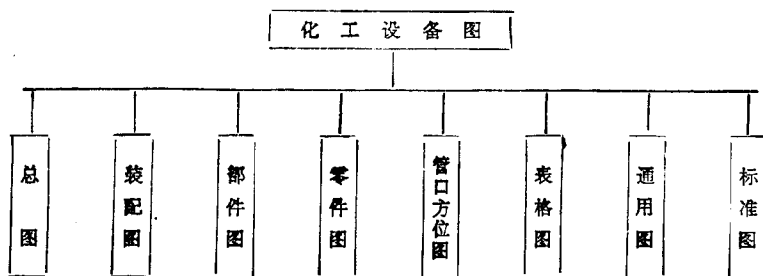 化工设备图
总图
装配图
部件图
零件图
管口方位图
表格图
通用图
标准图